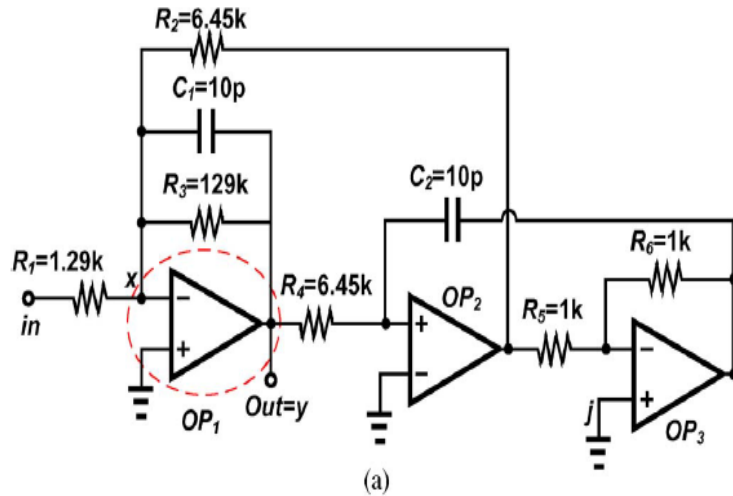 R2=6.45k
C1=10p
R3=129k
C2=10p
R6=1k
R1=1.29k
x
R4=6.45k
OP2
R5=1k
in
−
+
+
−
−
+
j
OP1
Out=y
OP3
(a)